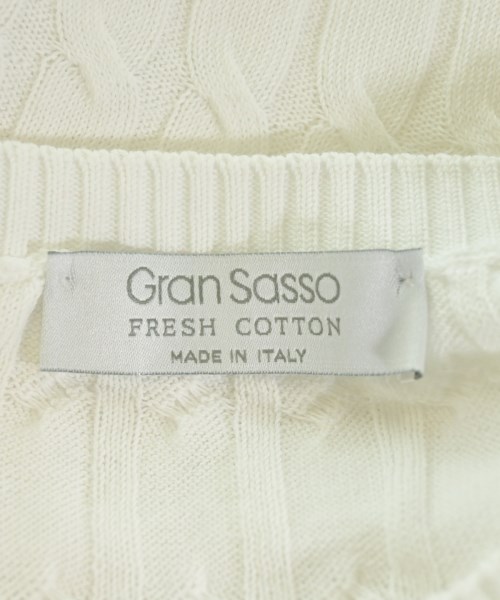 Gran Sasso
FRESH COTTON
MADE IN ITALY